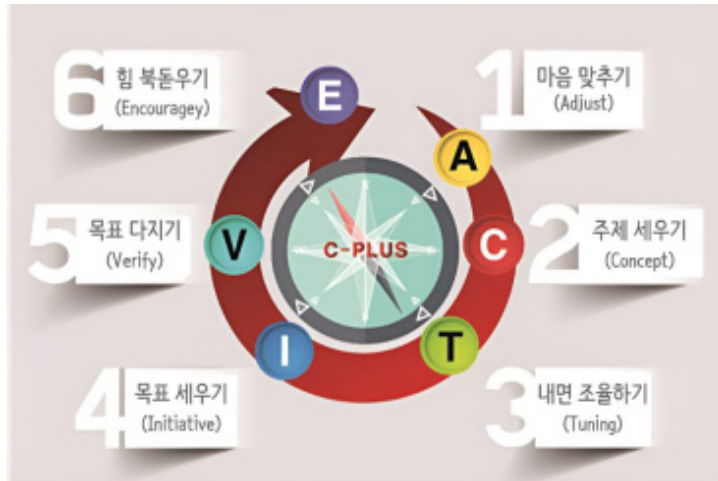 6
힘 북돋우기
(Encouragey)
E
1
마음 맞추기
(Adjust)
A
5
목표 다지기
(Verify)
V
C-PLUS
C
2
주제 세우기
(Concept)
4
목표 세우기
(Initiative)
I
T
3
내면 조율하기
(Tuning)